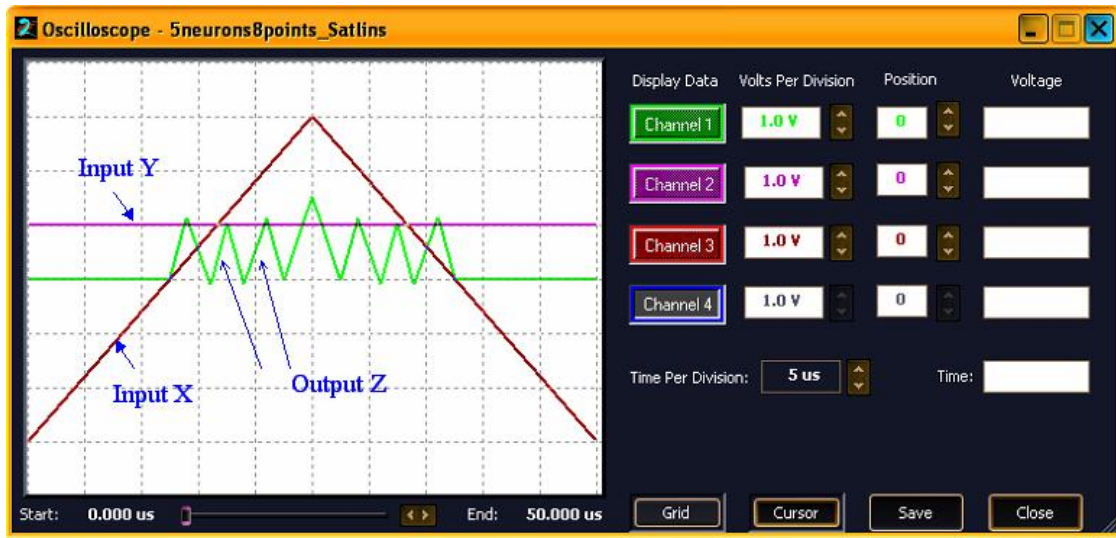 Oscilloscope - 5neurons8points_Satlins
Display Data Volts Per Division Position Voltage
Channel 1 1.0 V 0
Channel 2 1.0 V 0
Channel 3 1.0 V 0
Channel 4 1.0 V 0
Time Per Division: 5 us Time:
Input Y
Output Z
Input X
Start: 0.000 us End: 50.000 us
Grid Cursor Save Close